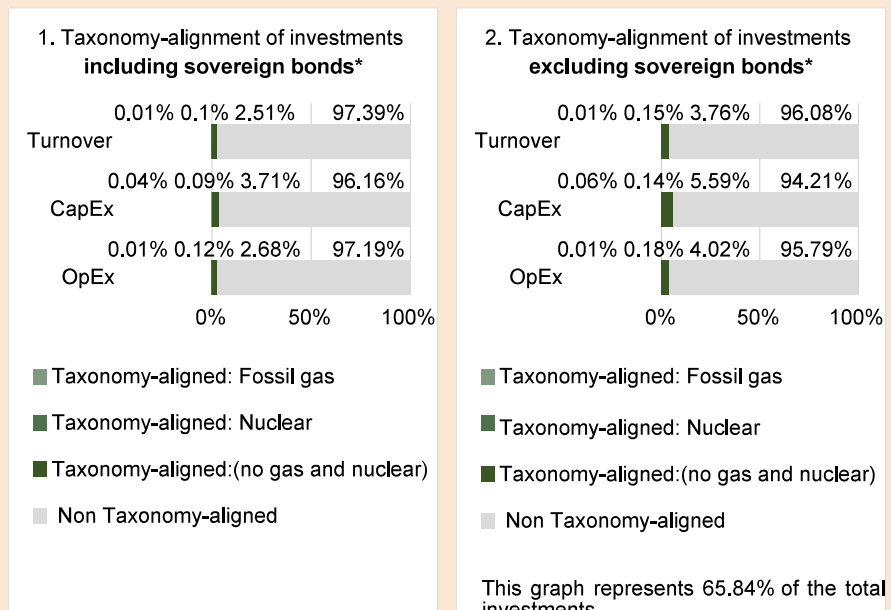 1. Taxonomy-alignment of investments
including sovereign bonds*
0.01% 0.1% 2.51% 97.39%
Turnover
0.04% 0.09% 3.71% 96.16%
CapEx
0.01% 0.12% 2.68% 97.19%
OpEx
0% 50% 100%
Taxonomy-aligned: Fossil gas
Taxonomy-aligned: Nuclear
Taxonomy-aligned:(no gas and nuclear)
Non Taxonomy-aligned
2. Taxonomy-alignment of investments
excluding sovereign bonds*
0.01% 0.15% 3.76% 96.08%
Turnover
0.06% 0.14% 5.59% 94.21%
CapEx
0.01% 0.18% 4.02% 95.79%
OpEx
0% 50% 100%
Taxonomy-aligned: Fossil gas
Taxonomy-aligned: Nuclear
Taxonomy-aligned:(no gas and nuclear)
Non Taxonomy-aligned
This graph represents 65.84% of the total
investments